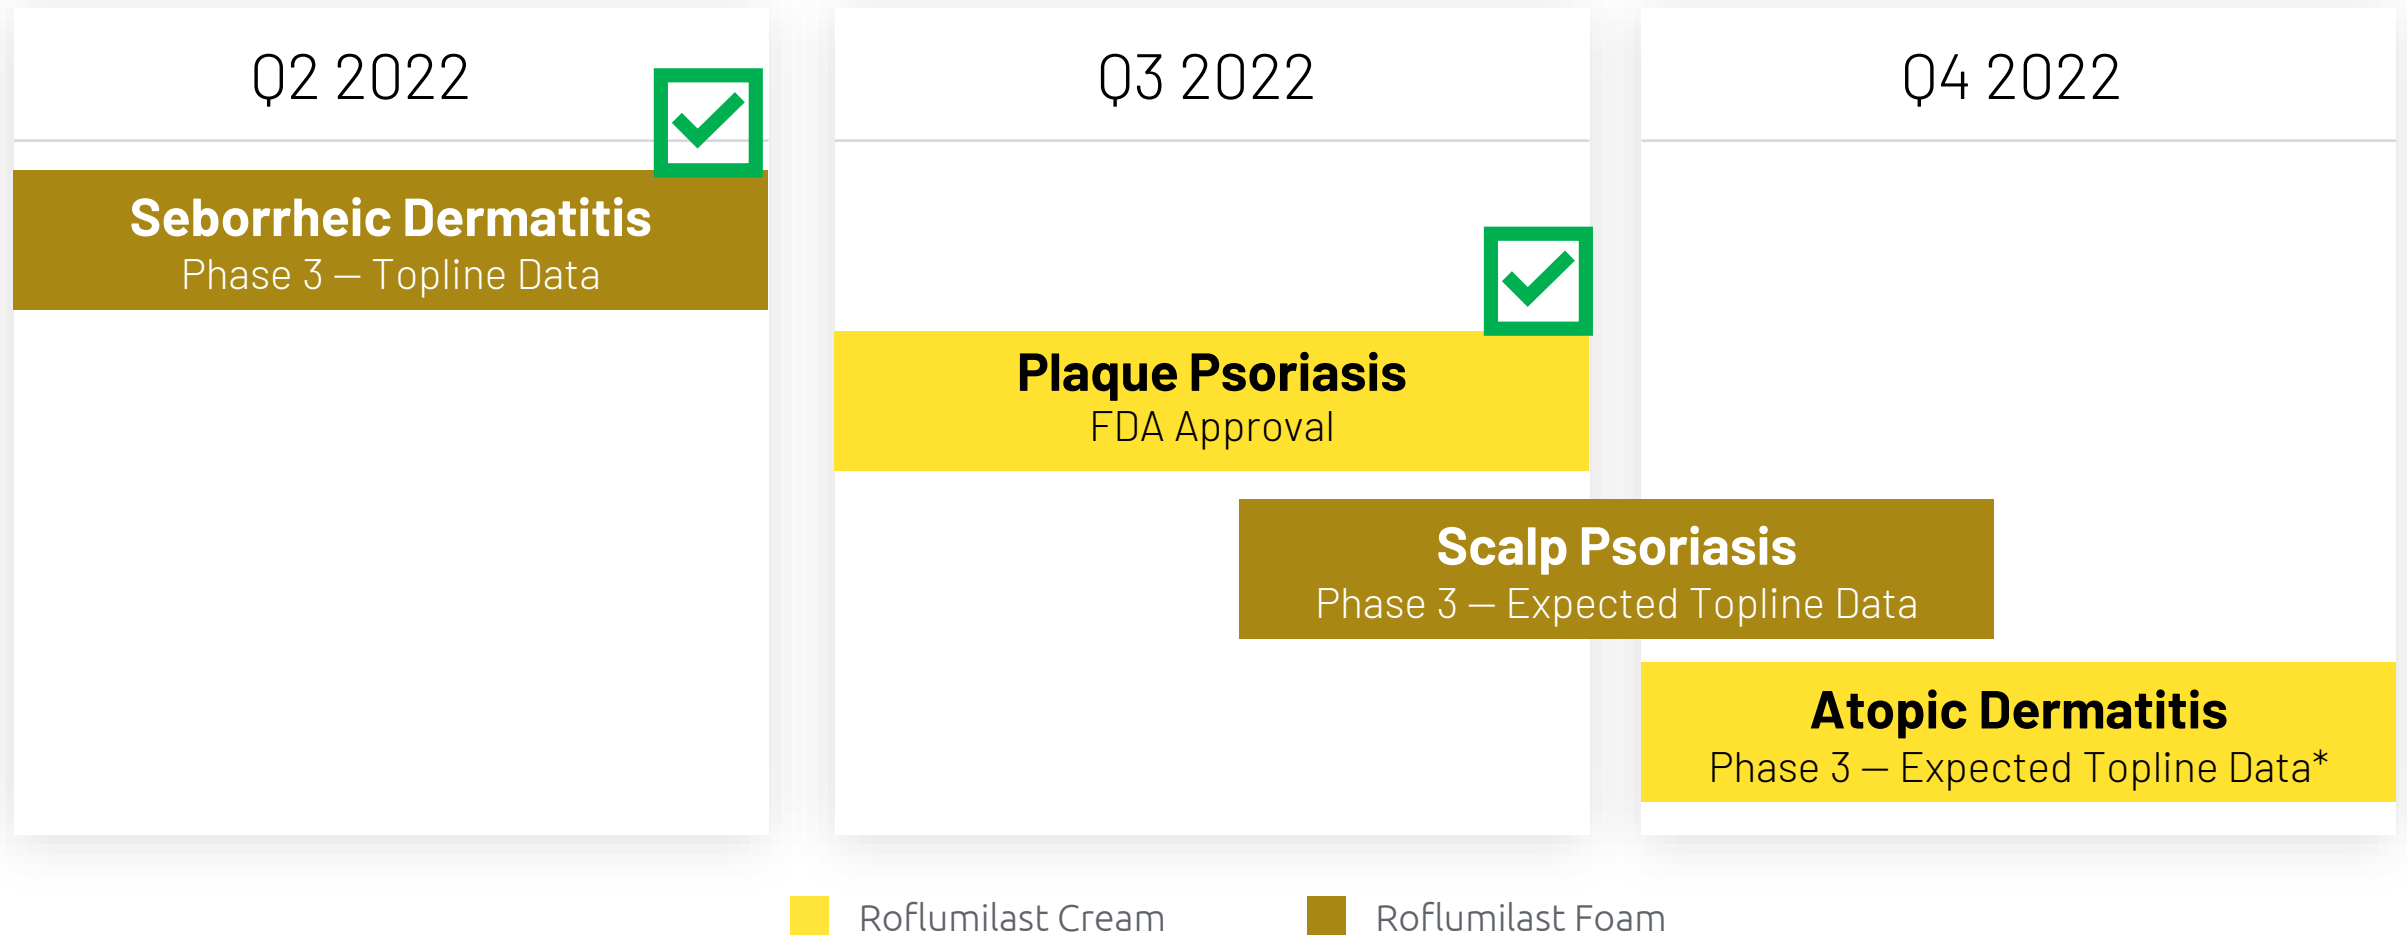 Q2 2022
Seborrheic Dermatitis
Phase 3 – Topline Data
Q3 2022
Plaque Psoriasis
FDA Approval
Scalp Psoriasis
Phase 3 – Expected Topline Data
Q4 2022
Atopic Dermatitis
Phase 3 – Expected Topline Data*
Roflumilast Cream
Roflumilast Foam